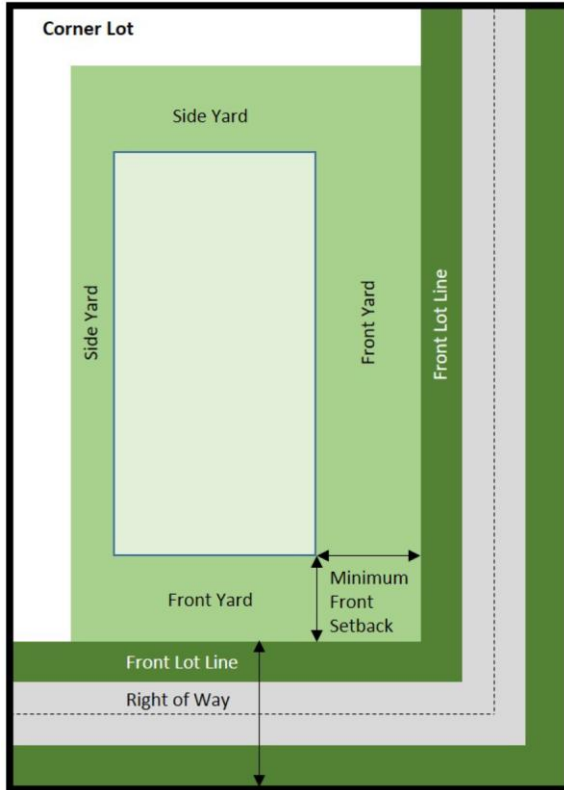 Corner Lot
Side Yard
Side Yard
Front Yard
Front Lot Line
Minimum
Front
Setback
Front Yard
Front Lot Line
Right of Way